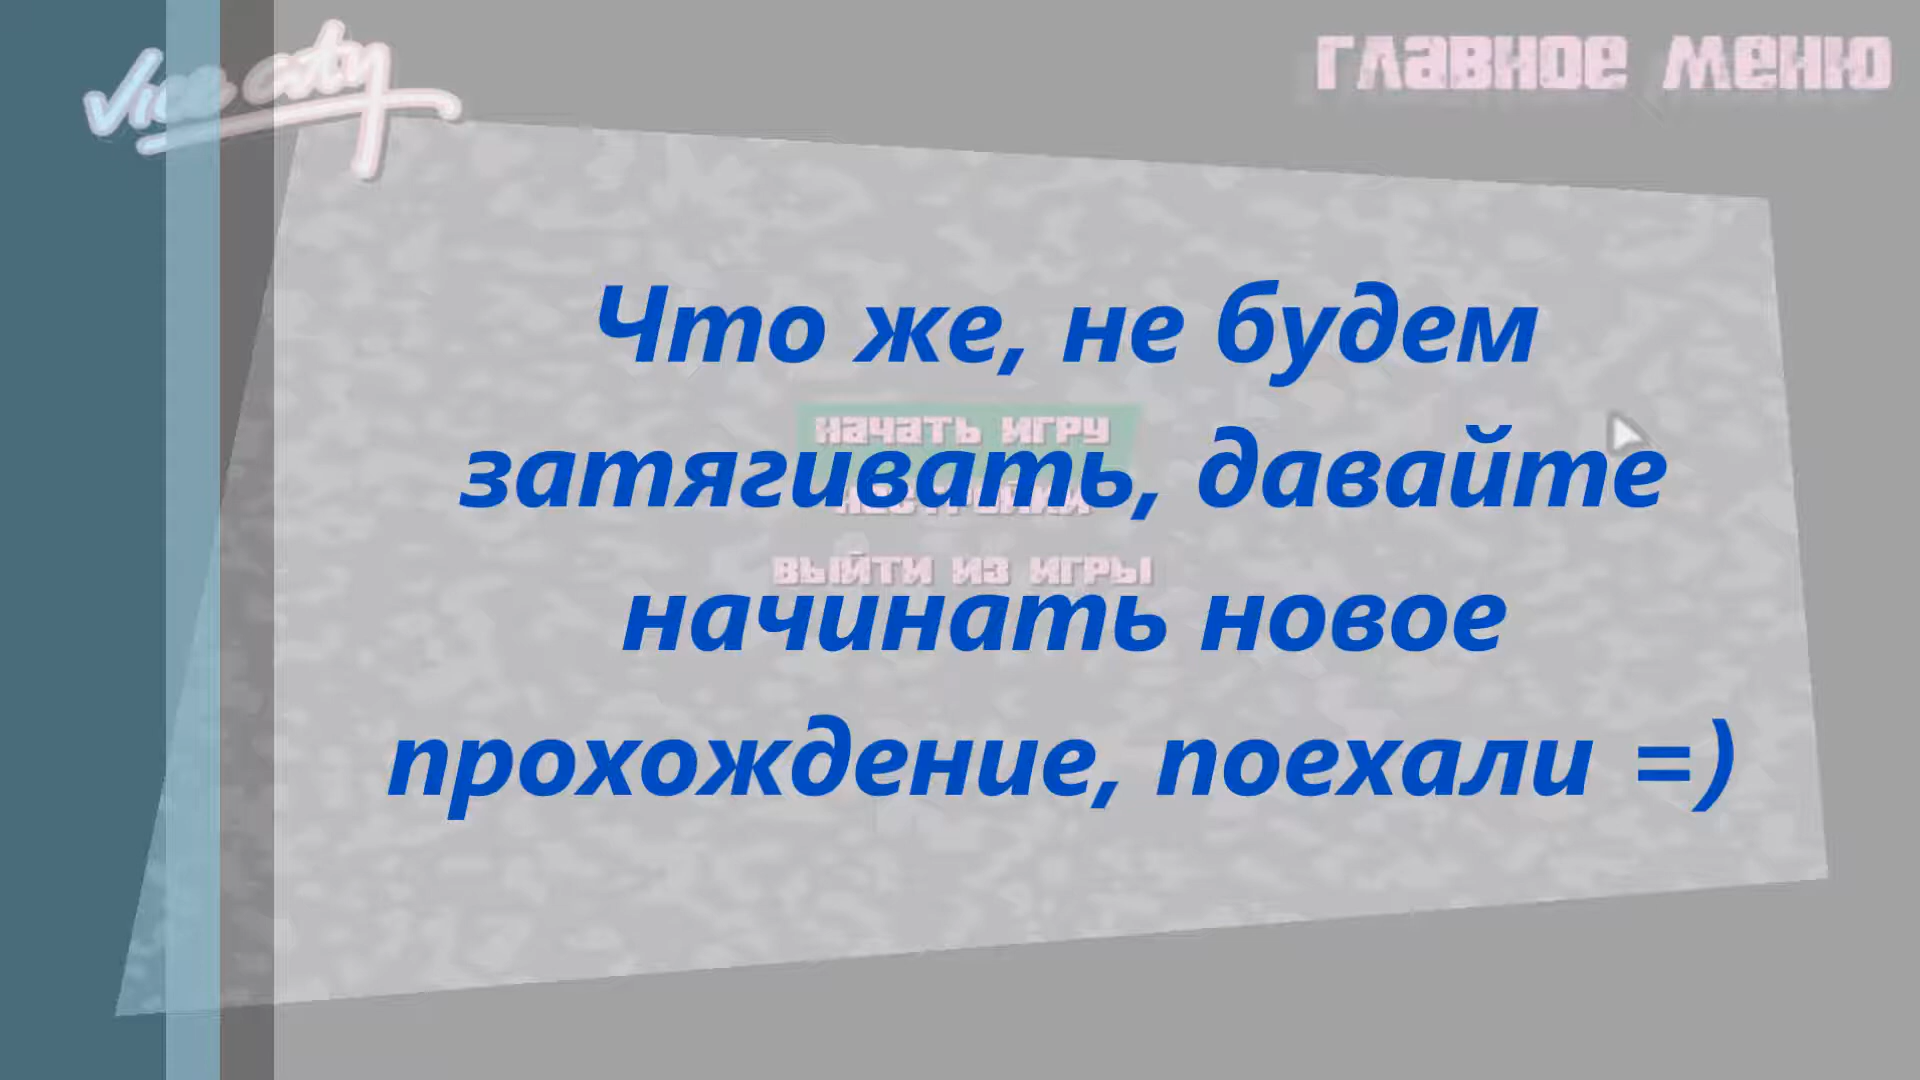 vice city
ГЛАВНОЕ МЕНЮ
Что же, не будем
НАЧАТЬ ИГРУ
затягивать, давайте
НАСТРОЙКИ
ВЫЙТИ ИЗ ИГРЫ
начинать новое
прохождение, поехали =)